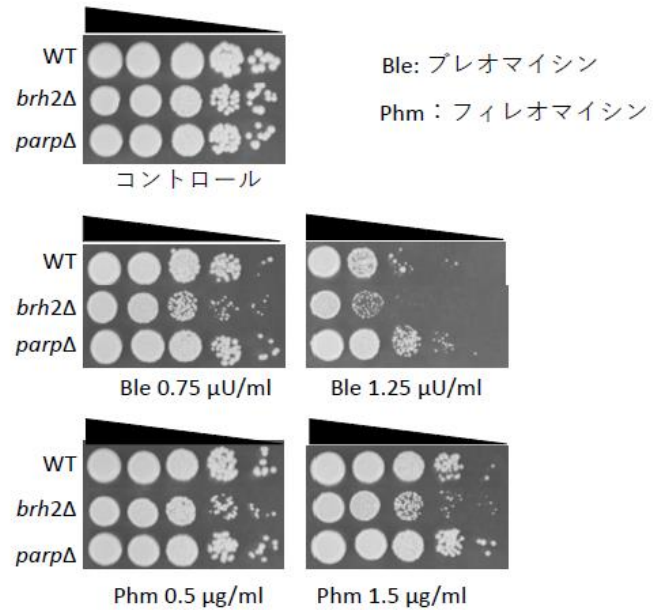 WT
brh2Δ
parpΔ
コントロール
Ble: ブレオマイシン
Phm：フィレオマイシン
WT
brh2Δ
parpΔ
Ble 0.75 µU/ml
Ble 1.25 µU/ml
WT
brh2Δ
parpΔ
Phm 0.5 µg/ml
Phm 1.5 µg/ml